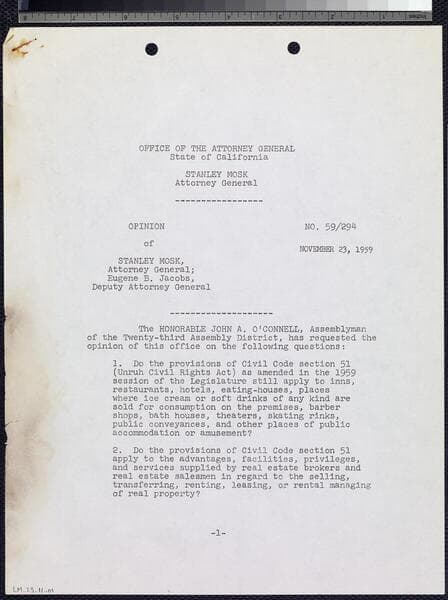 OFFICE OF THE ATTORNEY GENERAL
State of California
STANLEY MOSK
Attorney General
-----------------
OPINION
of
STANLEY MOSK,
Attorney General;
Eugene B. Jacobs,
Deputy Attorney General
NO. 59/294
NOVEMBER 23, 1959
--------------------
The HONORABLE JOHN A. O'CONNELL, Assemblyman
of the Twenty-third Assembly District, has requested the
opinion of this office on the following questions:
1. Do the provisions of Civil Code section 51
(Unruh Civil Rights Act) as amended in the 1959
session of the Legislature still apply to inns,
restaurants, hotels, eating-houses, places
where ice cream or soft drinks of any kind are
sold for consumption on the premises, barber
shops, bath houses, theaters, skating rinks,
public conveyances, and other places of public
accommodation or amusement?
2. Do the provisions of Civil Code section 51
apply to the advantages, facilities, privileges,
and services supplied by real estate brokers and
real estate salesmen in regard to the selling,
transferring, renting, leasing, or rental managing
of real property?
-1-